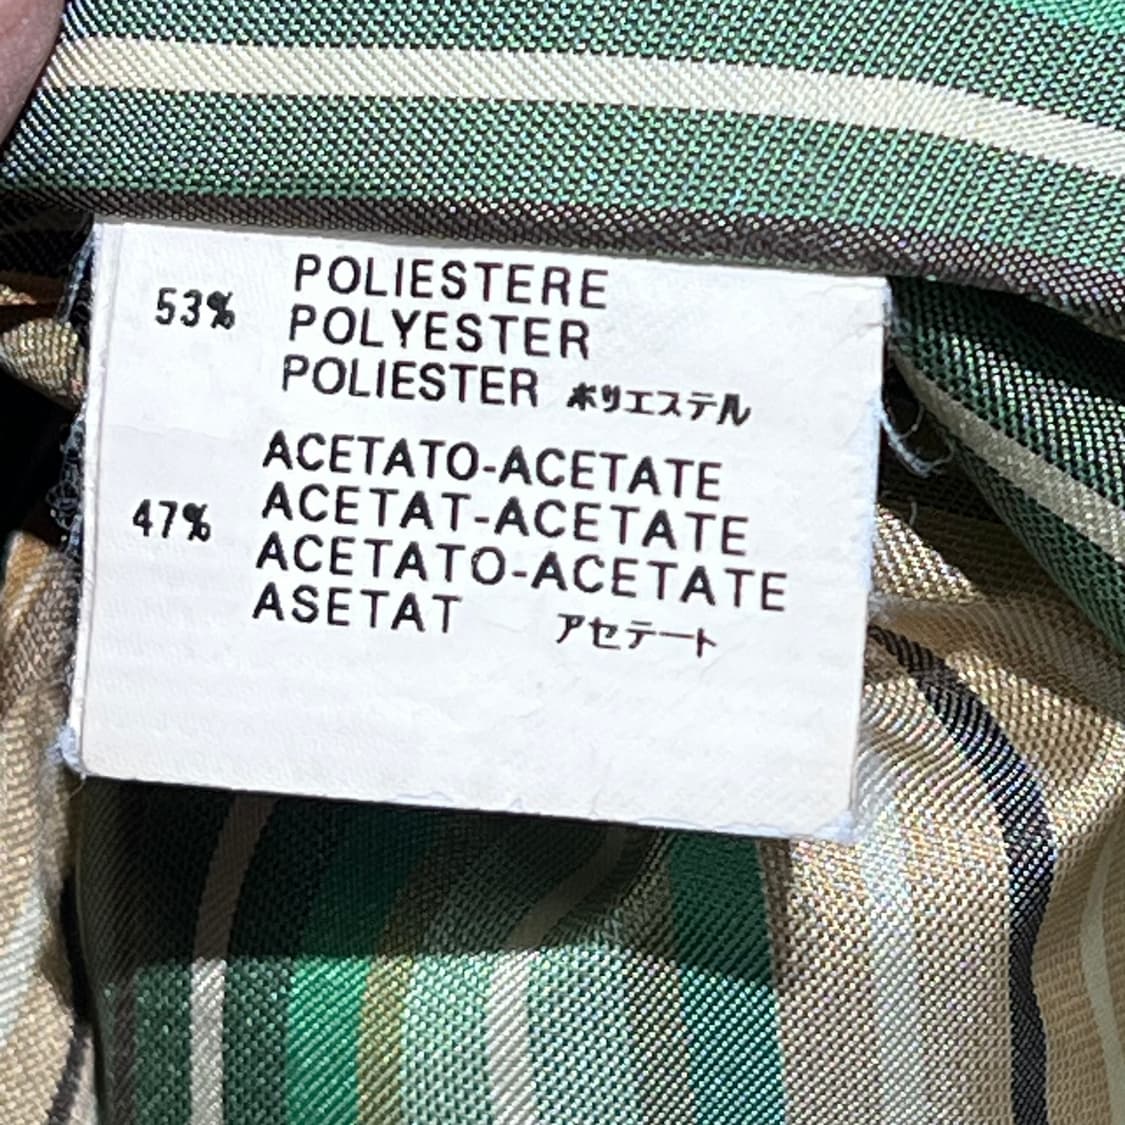 53% POLIESTERE
POLYESTER
POLIESTER ポリエステル
ACETATO-ACETATE
47% ACETAT-ACETATE
ACETATO-ACETATE
ASETAT アセテート